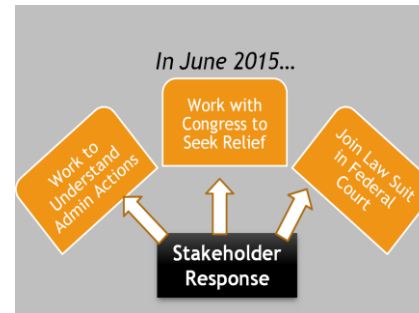 In June 2015…
Work to
Understand
Admin Actions
Work with
Congress to
Seek Relief
Join Law Suit
in Federal
Court
Stakeholder
Response